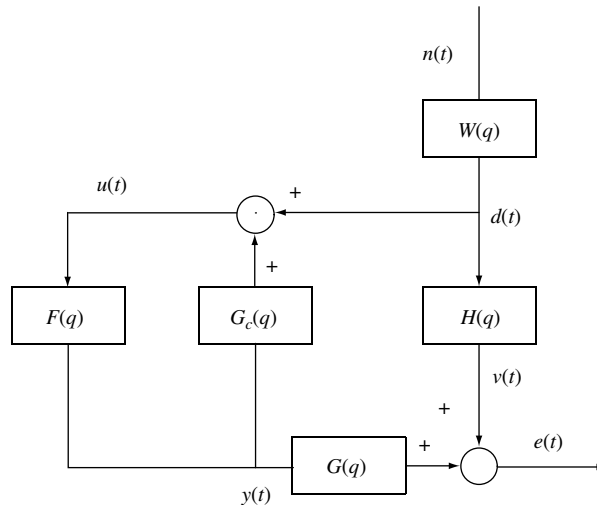 n(t)
W(q)
u(t)
+
d(t)
+
F(q)
G_c(q)
H(q)
v(t)
+
+
e(t)
G(q)
y(t)